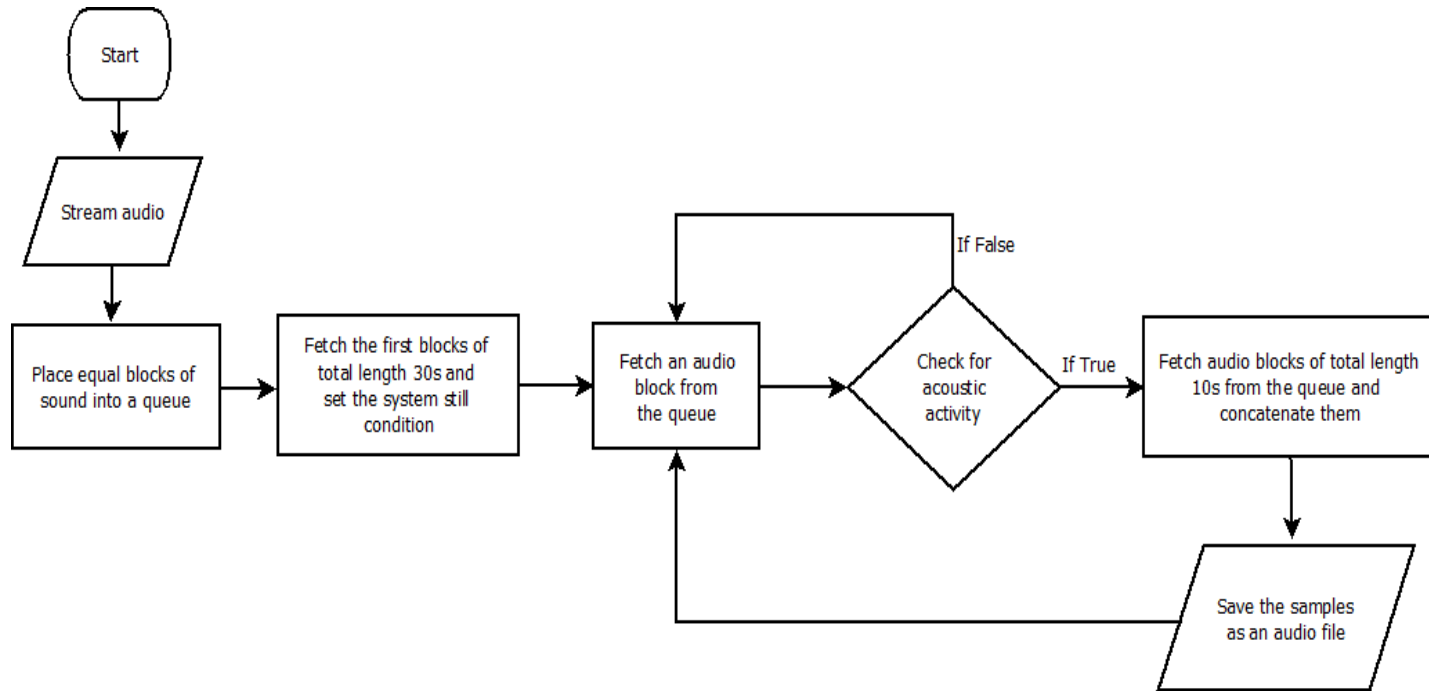 Start
Stream audio
Place equal blocks of
sound into a queue
Fetch the first blocks of
total length 30s and
set the system still
condition
Fetch an audio
block from
the queue
If False
Check for
acoustic
activity
If True
Fetch audio blocks of total length
10s from the queue and
concatenate them
Save the samples
as an audio file